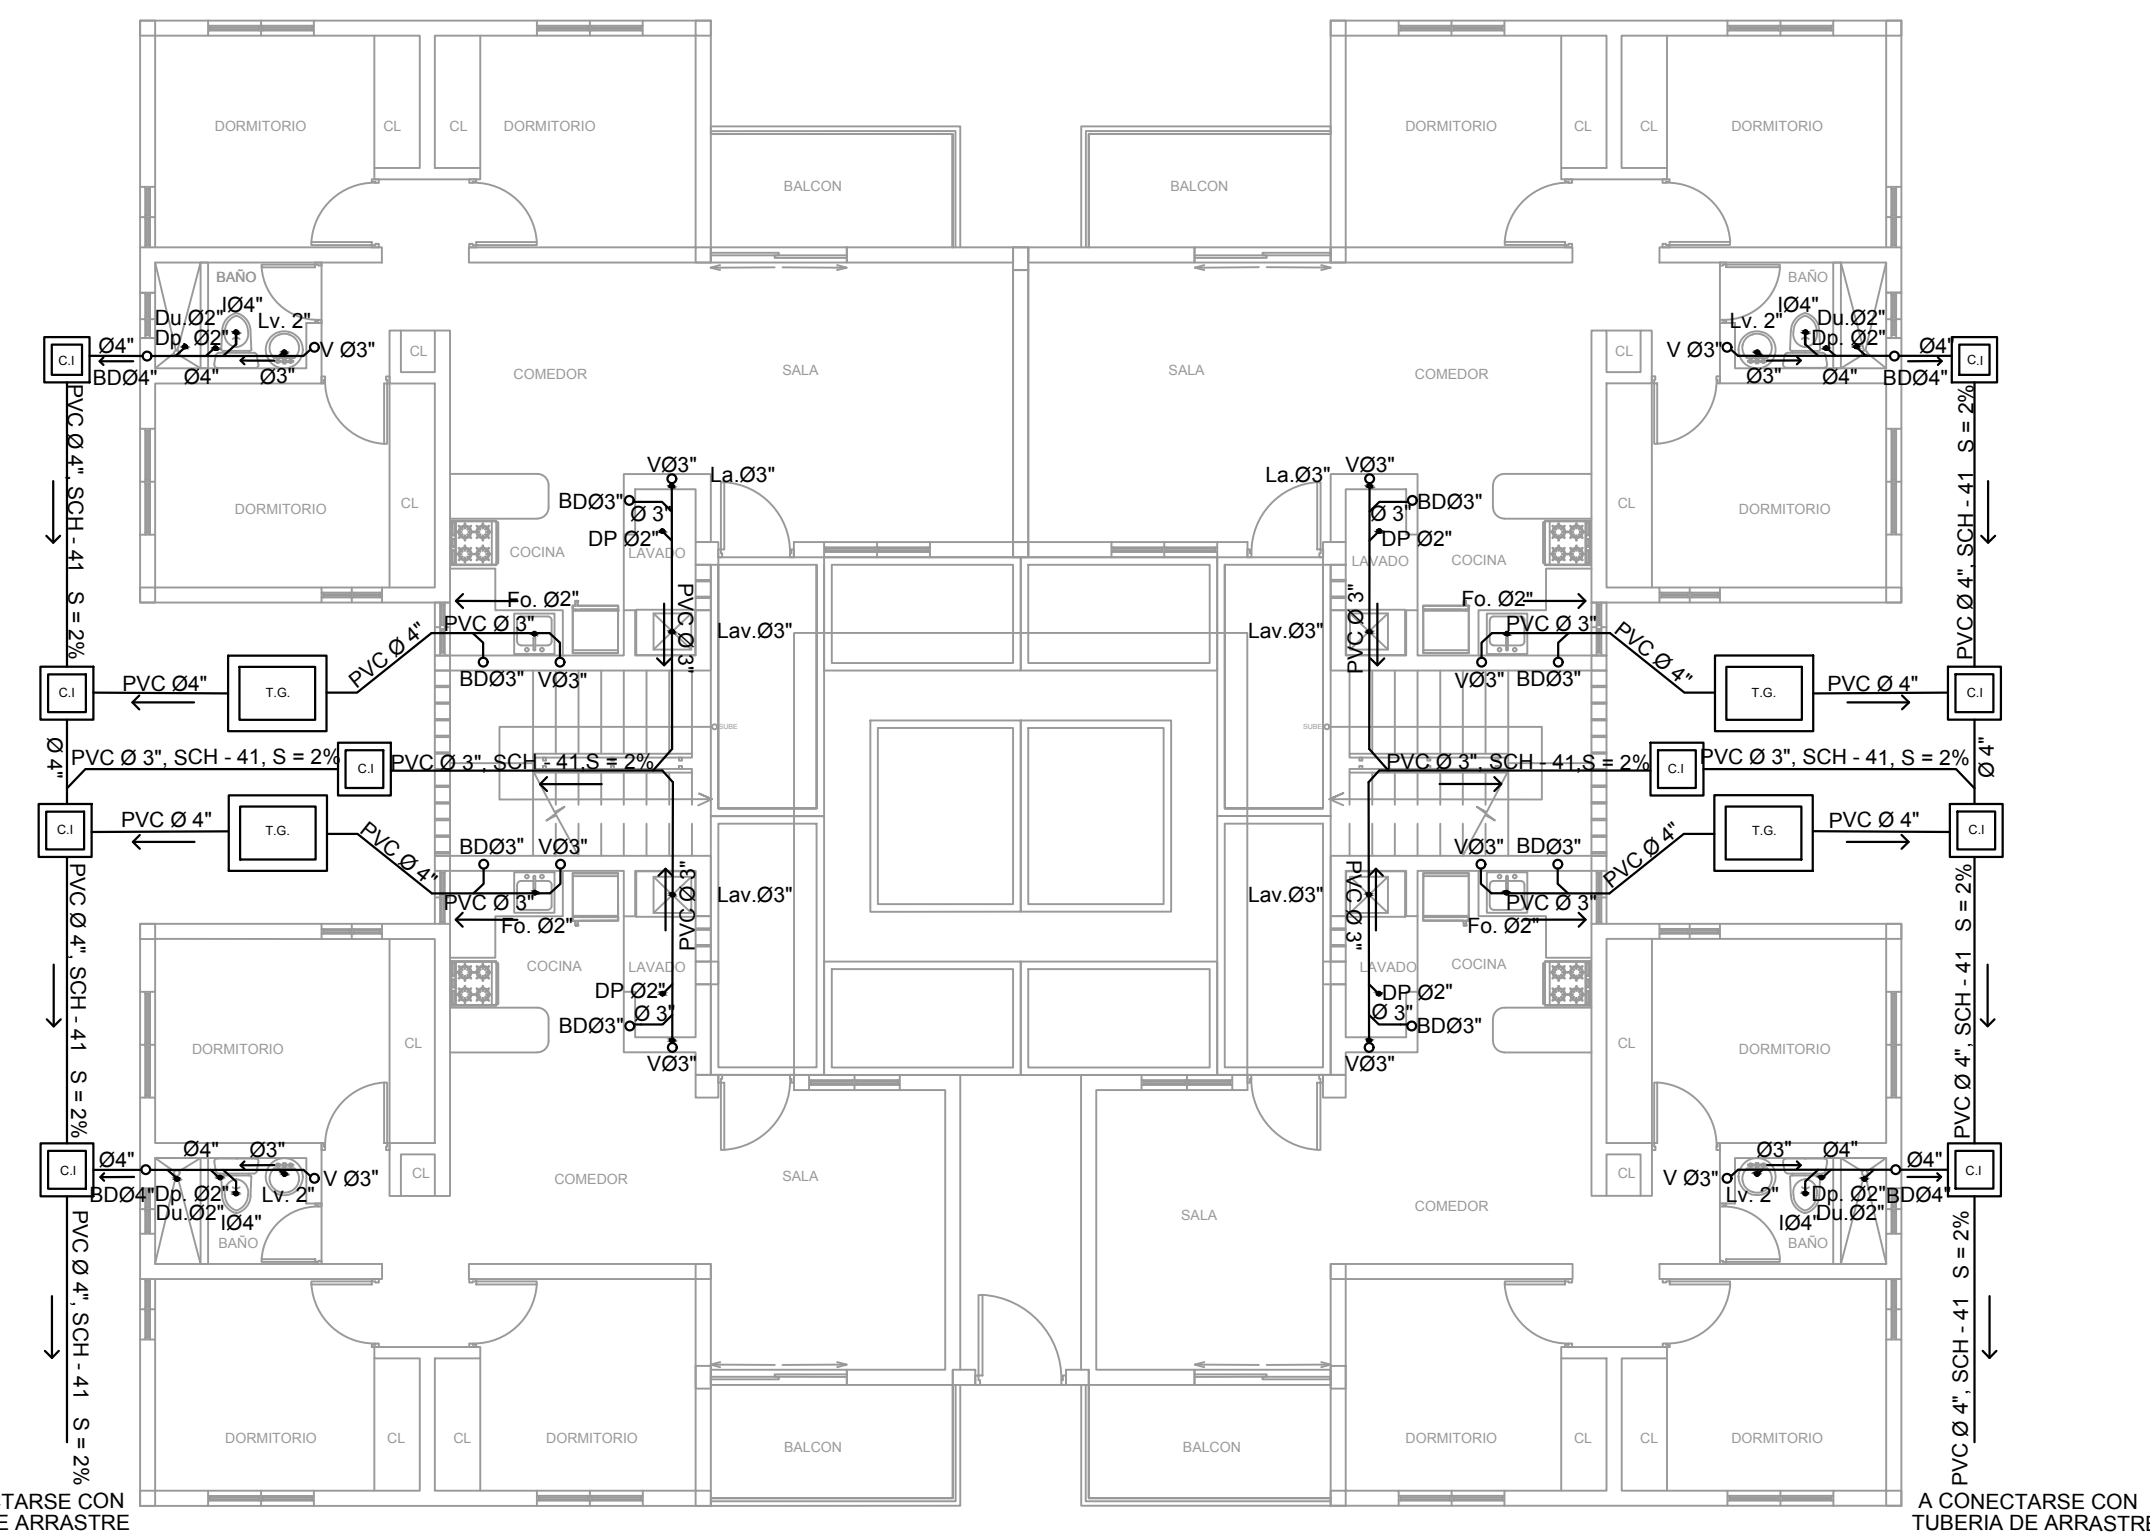 DORMITORIO CL CL DORMITORIO
BALCON
BALCON
DORMITORIO CL CL DORMITORIO
BAÑO
IØ4"
Du.Ø2"
Lv. 2"
Dp. Ø2"
Ø4"
V Ø3"
C.I
BDØ4"
Ø4"
Ø3"
CL
COMEDOR
SALA
SALA
COMEDOR
CL
BAÑO
IØ4"
Lv. 2"
Du.Ø2"
Dp. Ø2"
V Ø3"
Ø4"
C.I
Ø3"
Ø4"
BDØ4"
PVC Ø 4", SCH - 41 S = 2%
PVC Ø 4", SCH - 41 S = 2%
DORMITORIO
CL
VØ3"
La.Ø3"
BDØ3"
Ø 3"
DP Ø2"
COCINA
LAVADO
La.Ø3"
VØ3"
BDØ3"
Ø 3"
DP Ø2"
LAVADO
COCINA
CL
DORMITORIO
Fo. Ø2"
PVC Ø 3"
PVC Ø 4"
PVC Ø 3"
Lav.Ø3"
BDØ3"
VØ3"
Lav.Ø3"
PVC Ø 3"
Fo. Ø2"
PVC Ø 3"
PVC Ø 4"
VØ3"
BDØ3"
C.I
PVC Ø4"
T.G.
T.G.
PVC Ø 4"
C.I
SUBE
SUBE
Ø 4"
PVC Ø 3", SCH - 41, S = 2%
C.I
PVC Ø 3", SCH - 41,S = 2%
PVC Ø 3", SCH - 41,S = 2%
C.I
PVC Ø 3", SCH - 41, S = 2%
Ø 4"
C.I
PVC Ø 4"
T.G.
PVC Ø 4"
BDØ3"
VØ3"
VØ3"
BDØ3"
PVC Ø 4"
T.G.
PVC Ø 4"
C.I
PVC Ø 3"
Fo. Ø2"
PVC Ø 3"
Lav.Ø3"
Lav.Ø3"
PVC Ø 3"
PVC Ø 3"
Fo. Ø2"
PVC Ø 4", SCH - 41 S = 2%
PVC Ø 4", SCH - 41 S = 2%
COCINA
LAVADO
DP Ø2"
Ø 3"
BDØ3"
VØ3"
LAVADO
COCINA
DP Ø2"
Ø 3"
BDØ3"
VØ3"
DORMITORIO
CL
CL
DORMITORIO
Ø4"
Ø4"
Ø3"
C.I
V Ø3"
BDØ4"
Dp. Ø2"
Lv. 2"
Du.Ø2"
IØ4"
BAÑO
CL
COMEDOR
SALA
SALA
COMEDOR
CL
Ø3"
Ø4"
Ø4"
V Ø3"
C.I
Lv. 2"
Dp. Ø2"
BDØ4"
IØ4"
Du.Ø2"
BAÑO
PVC Ø 4", SCH - 41 S = 2%
PVC Ø 4", SCH - 41 S = 2%
DORMITORIO CL CL DORMITORIO
BALCON
BALCON
DORMITORIO CL CL DORMITORIO
TARSE CON
E ARRASTRE
A CONECTARSE CON
TUBERIA DE ARRASTRE